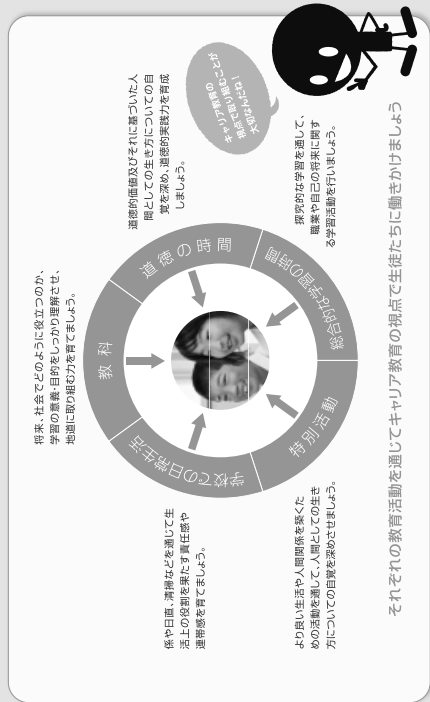 将来、社会でどのように役立つのか、
学習の意義・目的をしっかり理解させ、
地道に取り組む力を育てましょう。
教科
道徳的価値及びそれに基づいた人
間としての生き方についての自
覚を深め、道徳的実践力を育成
しましょう。
道徳の時間
係や日直、清掃などを通じて生
活上の役割を果たす責任感や
連帯感を育てましょう。
学校での日常生活
キャリア教育の
視点で取り組むことが
大切なんだね！
より良い生活や人間関係を築くた
めの活動を通して、人間としての生き
方についての自覚を深めさせましょう。
特別活動
探究的な学習を通して、
職業や自己の将来に関す
る学習活動を行いましょう。
総合的な学習の時間
それぞれの教育活動を通じてキャリア教育の視点で生徒たちに働きかけましょう